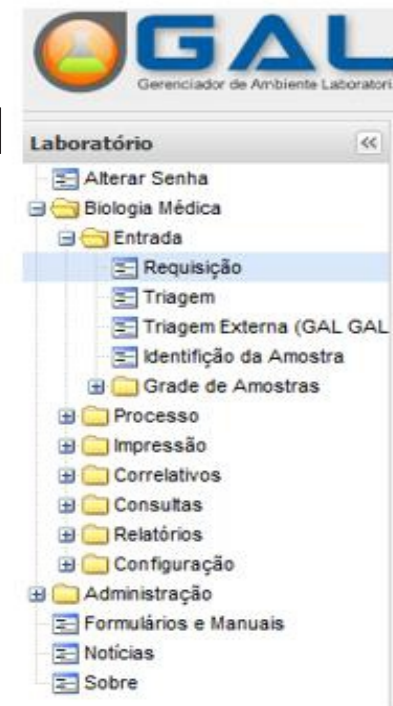 GAL
Gerenciador de Ambiente Laboratori
Laboratório
Alterar Senha
Biologia Médica
Entrada
Requisição
Triagem
Triagem Externa (GAL GAL
Identifição da Amostra
Grade de Amostras
Processo
Impressão
Correlativos
Consultas
Relatórios
Configuração
Administração
Formulários e Manuais
Notícias
Sobre